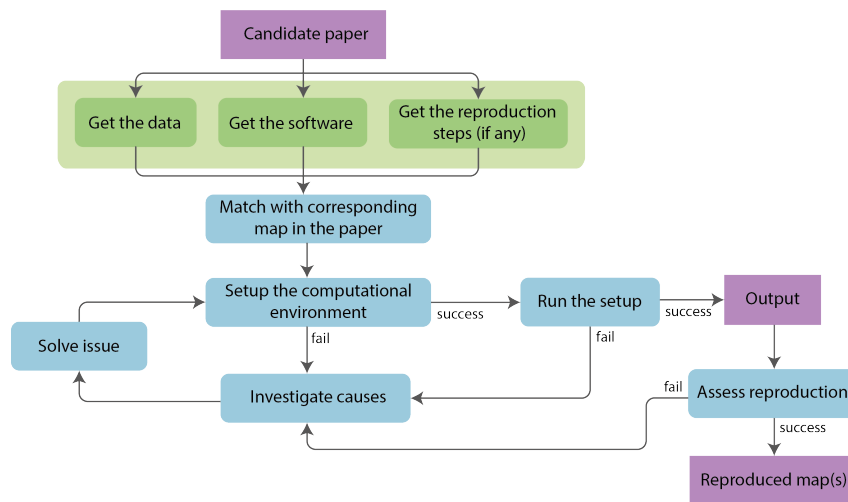 Candidate paper
Get the data
Get the software
Get the reproduction
steps (if any)
Match with corresponding
map in the paper
Setup the computational
environment
success
Run the setup
success
Output
fail
fail
Solve issue
Investigate causes
fail
Assess reproduction
success
Reproduced map(s)